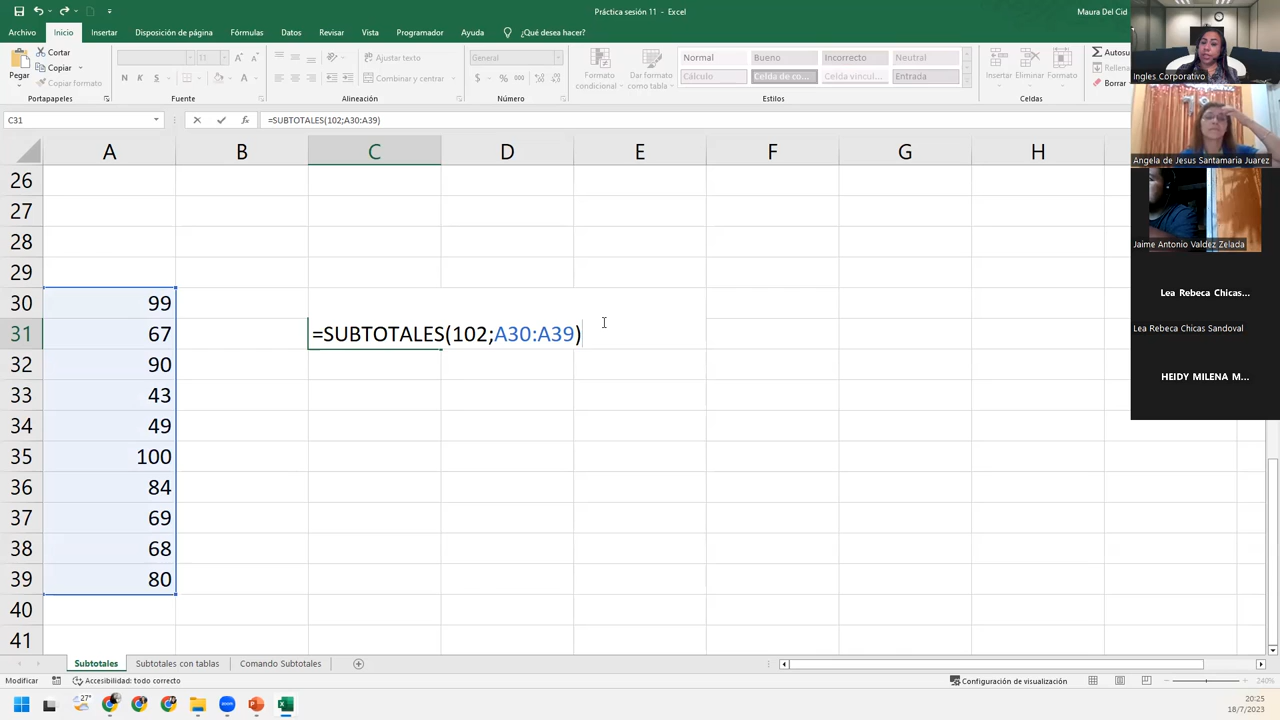 Práctica sesión 11 - Excel
Maura Del Cid
Archivo Inicio Insertar Disposición de página Fórmulas Datos Revisar Vista Programador Ayuda ¿Qué desea hacer?
Pegar
Cortar
Copiar
Copiar formato
Portapapeles
11
N K S
Fuente
Ajustar texto
Combinar y centrar
Alineación
General
Número
Formato condicional
Dar formato como tabla
Normal Bueno Incorrecto
Cálculo Celda de co... Celda vincul... Entrada
Estilos
Insertar Eliminar Formato
Celdas
Autosu
Rellena
Borrar
C31
=SUBTOTALES(102;A30:A39)
A B C D E F G H
26
27
28
29
30 99
31 67 =SUBTOTALES(102;A30:A39)
32 90
33 43
34 49
35 100
36 84
37 69
38 68
39 80
40
41
Ingles Corporativo
Angela de Jesus Santamaria Juarez
Jaime Antonio Valdez Zelada
Lea Rebeca Chicas...
Lea Rebeca Chicas Sandoval
HEIDY MILENA M...
Subtotales Subtotales con tablas Comando Subtotales
Modificar Accesibilidad: todo correcto
Configuración de visualización
240%
27°
zoom
20:25
18/7/2023